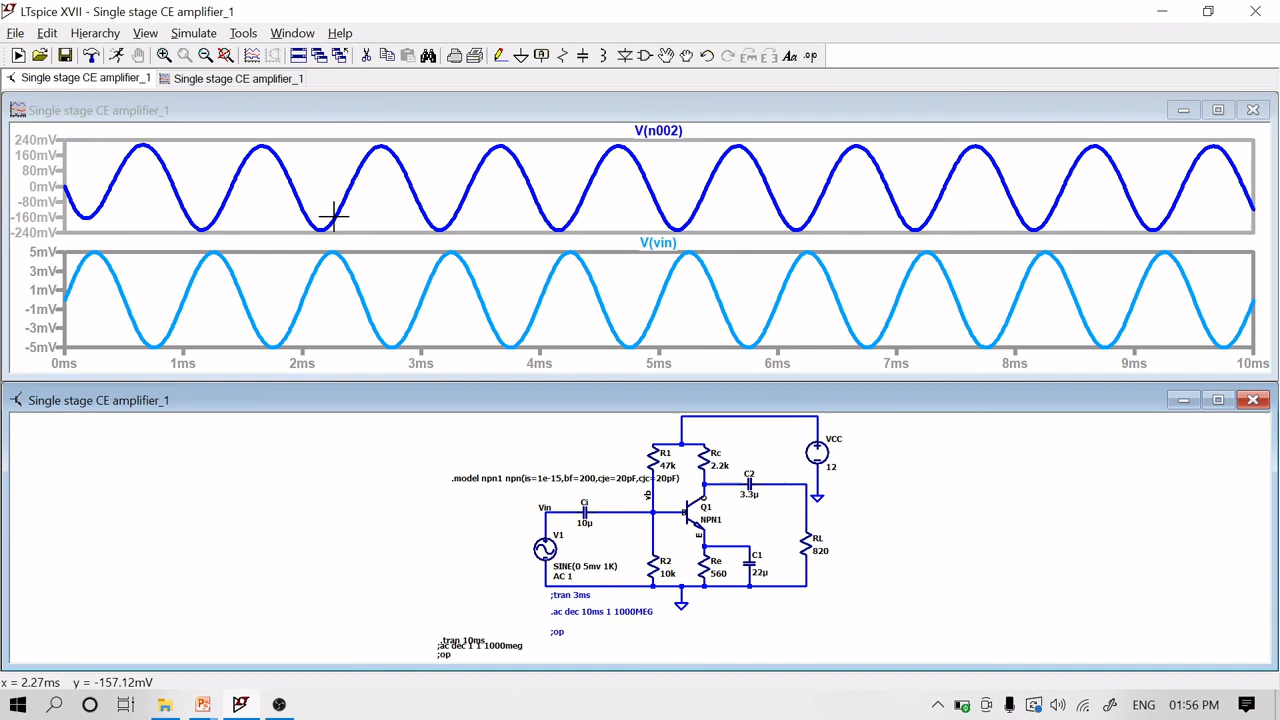 LTspice XVII - Single stage CE amplifier_1
File Edit Hierarchy View Simulate Tools Window Help
Single stage CE amplifier_1 Single stage CE amplifier_1
Single stage CE amplifier_1
V(n002)
240mV
160mV
80mV
0mV
-80mV
-160mV
-240mV
V(vin)
5mV
3mV
1mV
-1mV
-3mV
-5mV
0ms 1ms 2ms 3ms 4ms 5ms 6ms 7ms 8ms 9ms 10ms
Single stage CE amplifier_1
VCC
12
R1
47k
Rc
2.2k
.model npn1 npn(is=1e-15,bf=200,cje=20pF,cjc=20pF)
C2
3.3µ
vb
C
Vin
Ci
10µ
B
Q1
NPN1
E
V1
SINE(0 5mv 1K)
AC 1
R2
10k
Re
560
C1
22µ
RL
820
;tran 3ms
.ac dec 10ms 1 1000MEG
;op
.tran 10ms
;ac dec 1 1 1000meg
;op
x = 2.27ms y = -157.12mV
ENG 01:56 PM